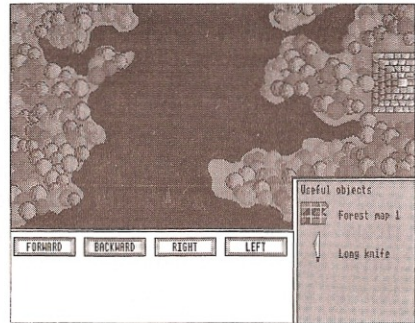 Useful objects
Forest map 1
Long knife
FORWARD BACKWARD RIGHT LEFT